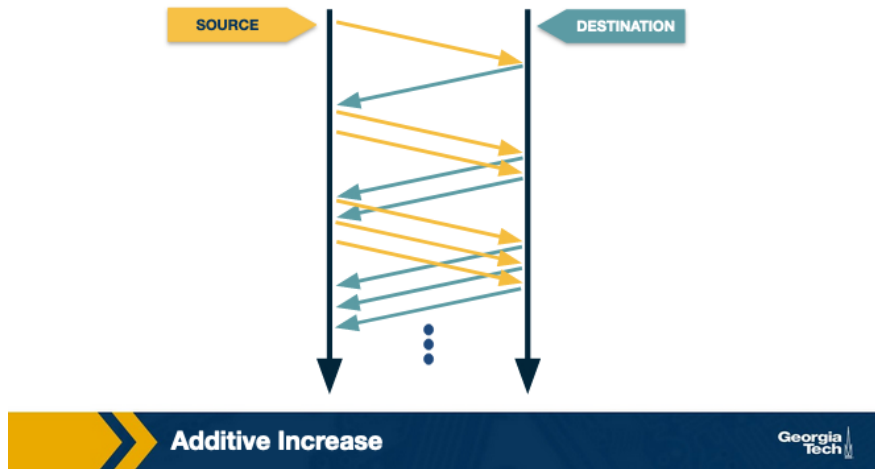 SOURCE
DESTINATION
Additive Increase
Georgia
Tech